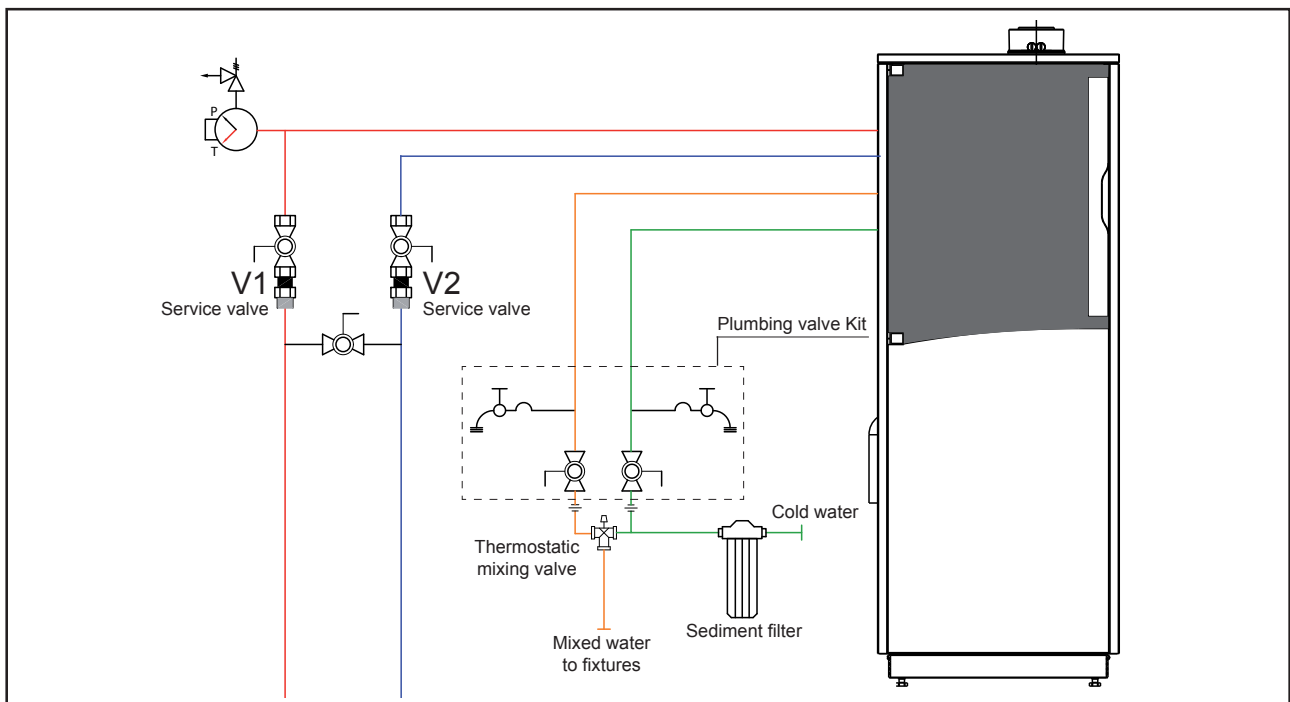 P
T
V1
Service valve
V2
Service valve
Plumbing valve Kit
Cold water
Thermostatic
mixing valve
Sediment filter
Mixed water
to fixtures